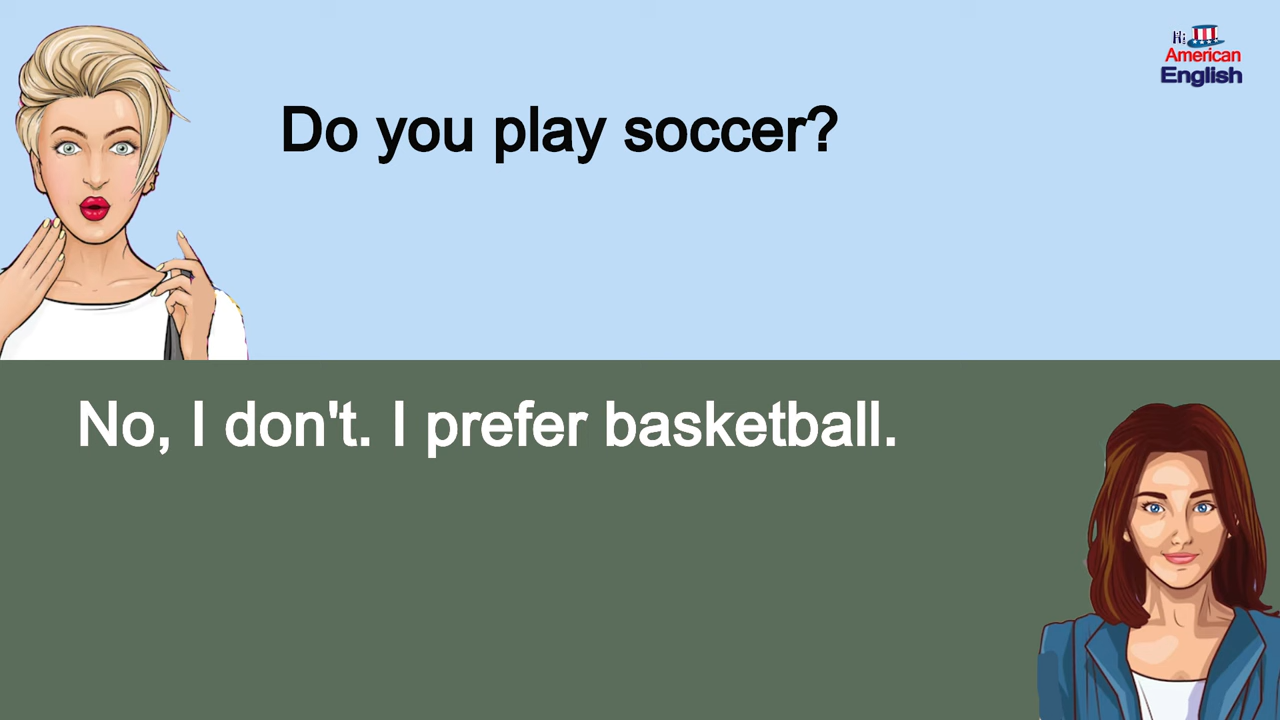 Hi
American
English
Do you play soccer?
No, I don't. I prefer basketball.